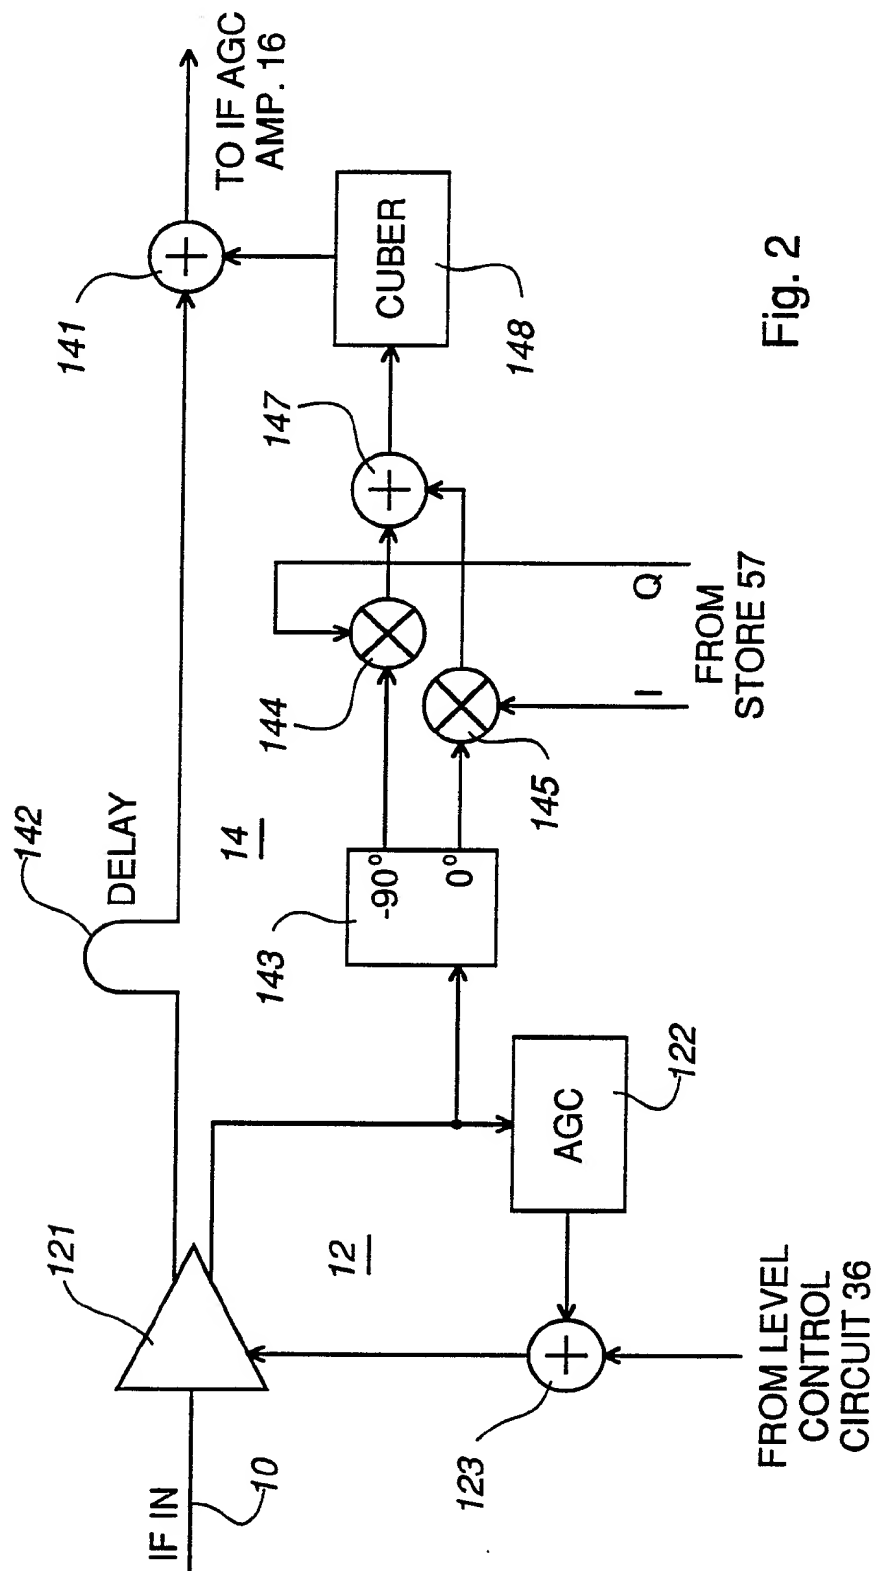 IF IN
10
121
12
123
FROM LEVEL
CONTROL
CIRCUIT 36
AGC
122
142
DELAY
14
143
-90°
0°
144
145
I
Q
FROM
STORE 57
147
141
CUBER
148
TO IF AGC
AMP. 16
Fig. 2